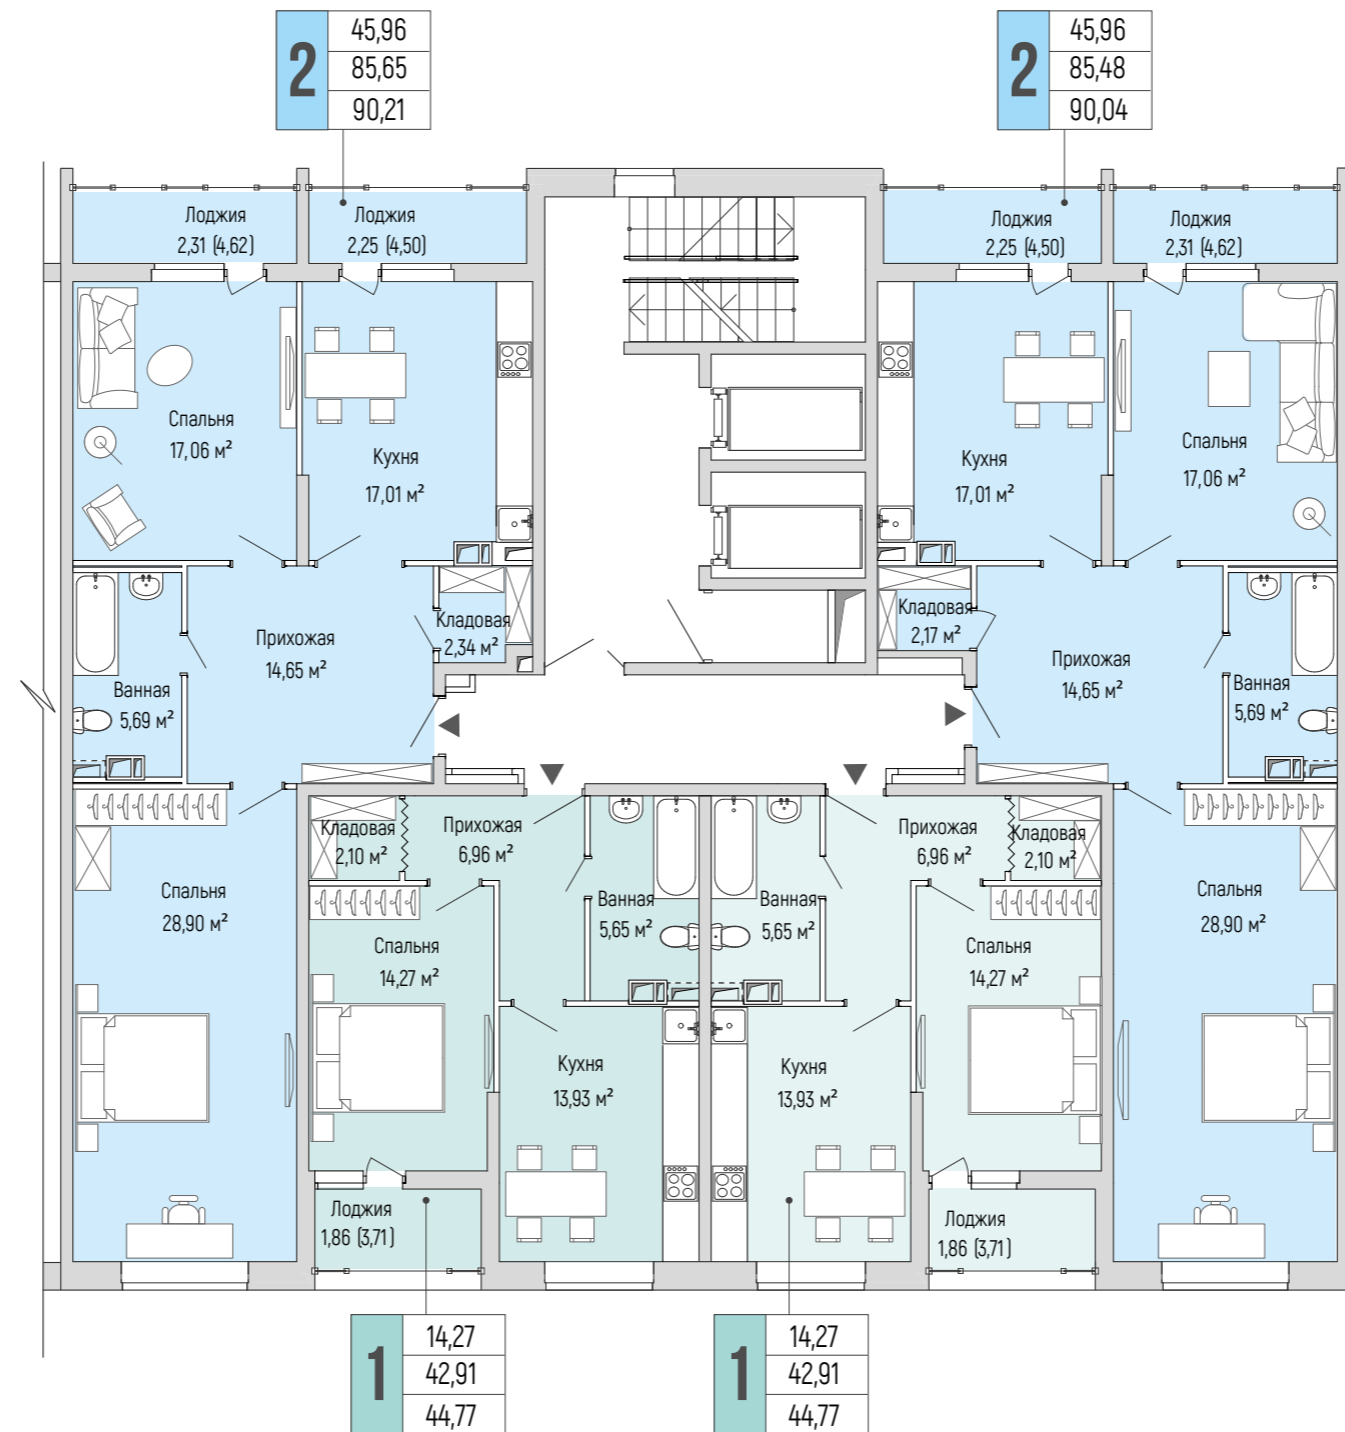 2
45,96
85,65
90,21
2
45,96
85,48
90,04
Лоджия
2,31 (4,62)
Лоджия
2,25 (4,50)
Лоджия
2,25 (4,50)
Лоджия
2,31 (4,62)
Спальня
17,06 м²
Кухня
17,01 м²
Кухня
17,01 м²
Спальня
17,06 м²
Кладовая
2,34 м²
Прихожая
14,65 м²
Ванная
5,69 м²
Кладовая
2,17 м²
Прихожая
14,65 м²
Ванная
5,69 м²
Кладовая
2,10 м²
Прихожая
6,96 м²
Прихожая
6,96 м²
Кладовая
2,10 м²
Спальня
28,90 м²
Ванная
5,65 м²
Ванная
5,65 м²
Спальня
28,90 м²
Спальня
14,27 м²
Спальня
14,27 м²
Кухня
13,93 м²
Кухня
13,93 м²
Лоджия
1,86 (3,71)
Лоджия
1,86 (3,71)
1
14,27
42,91
44,77
1
14,27
42,91
44,77